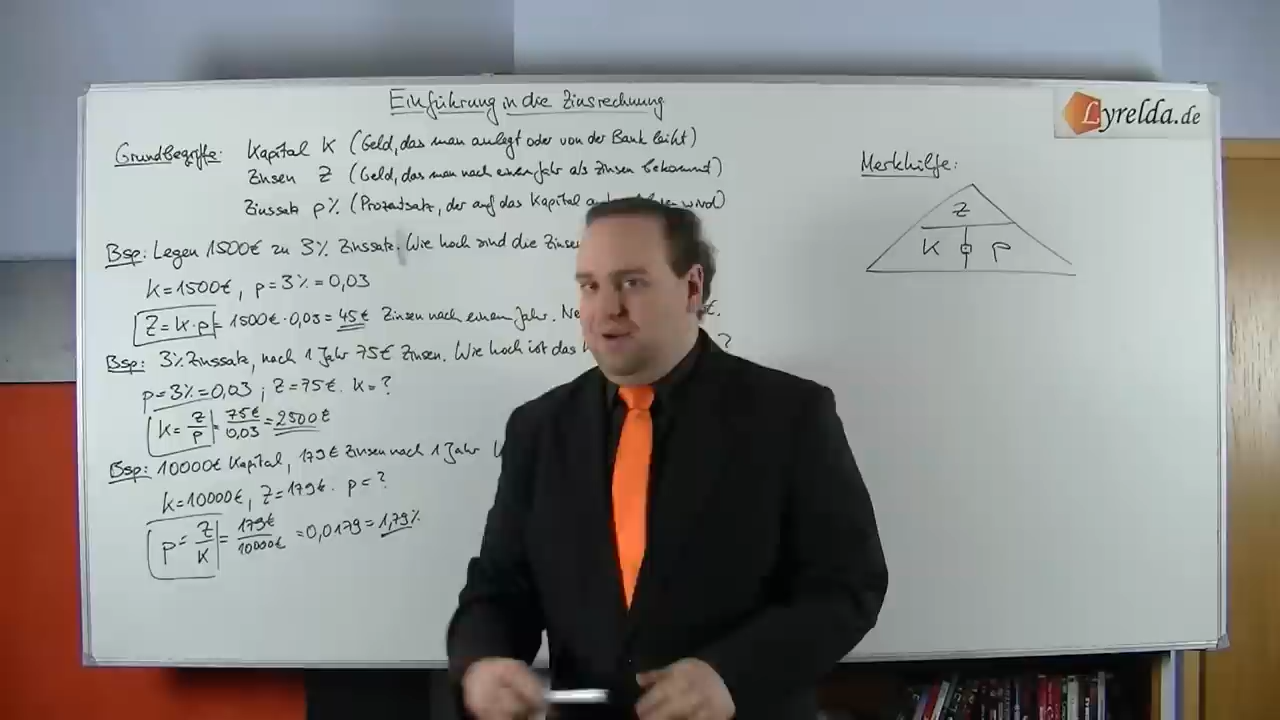 Einführung in die Zinsrechnung
Lyrelda.de
Grundbegriffe: Kapital K (Geld, das man anlegt oder von der Bank leiht)
Zinsen Z (Geld, das man nach einem Jahr als Zinsen bekommt)
Zinssatz p% (Prozentsatz, der auf das Kapital wird)
Bsp: Legen 1500€ zu 3% Zinssatz. Wie hoch sind die
K=1500€, p=3%=0,03
Z=K·p = 1500€·0,03=45€ Zinsen nach einem Jahr.
Bsp: 3% Zinssatz, nach 1 Jahr 75€ Zinsen. Wie hoch ist das ?
p=3%=0,03 ; Z=75€. K=?
K= Z/p = 75€/0,03 = 2500€
Bsp: 10000€ Kapital, 179€ Zinsen nach 1 Jahr
K=10000€, Z=179€. p=?
p= Z/K = 179€/10000€ =0,0179=1,79%
Merkhilfe:
Z
K · p